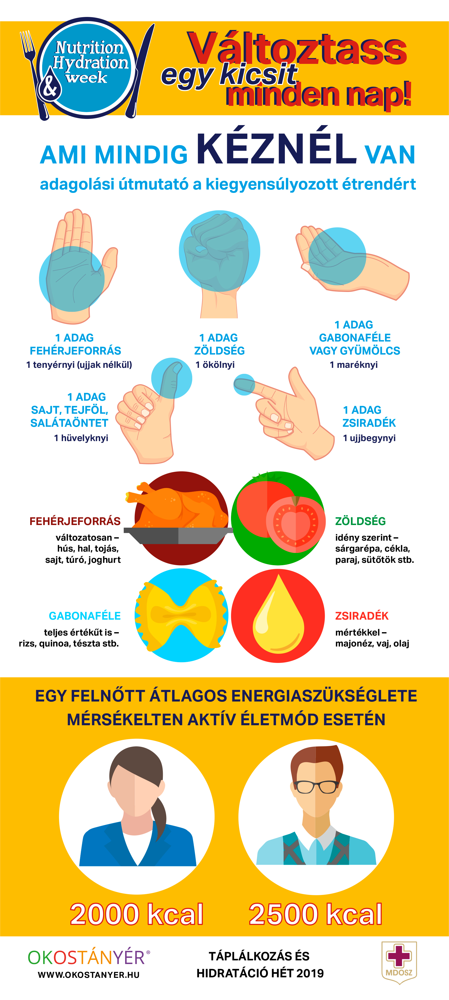 Nutrition
Hydration
&
week
Változtass
egy kicsit
minden nap!
AMI MINDIG KÉZNÉL VAN
adagolási útmutató a kiegyensúlyozott étrendért
1 ADAG
FEHÉRJEFORRÁS
1 tenyérnyi (ujjak nélkül)
1 ADAG
ZÖLDSÉG
1 ökölnyi
1 ADAG
GABONAFÉLE
VAGY GYÜMÖLCS
1 maréknyi
1 ADAG
SAJT, TEJFÖL,
SALÁTAÖNTET
1 hüvelyknyi
1 ADAG
ZSIRADÉK
1 ujjbegynyi
FEHÉRJEFORRÁS
változatosan –
hús, hal, tojás,
sajt, túró, joghurt
ZÖLDSÉG
idény szerint –
sárgarépa, cékla,
paraj, sütőtök stb.
GABONAFÉLE
teljes értékűt is –
rizs, quinoa, tészta stb.
ZSIRADÉK
mértékkel –
majonéz, vaj, olaj
EGY FELNŐTT ÁTLAGOS ENERGIASZÜKSÉGLETE
MÉRSÉKELTEN AKTÍV ÉLETMÓD ESETÉN
2000 kcal
2500 kcal
OKOSTÁNYÉR®
WWW.OKOSTANYER.HU
TÁPLÁLKOZÁS ÉS
HIDRATÁCIÓ HÉT 2019
MDOSZ